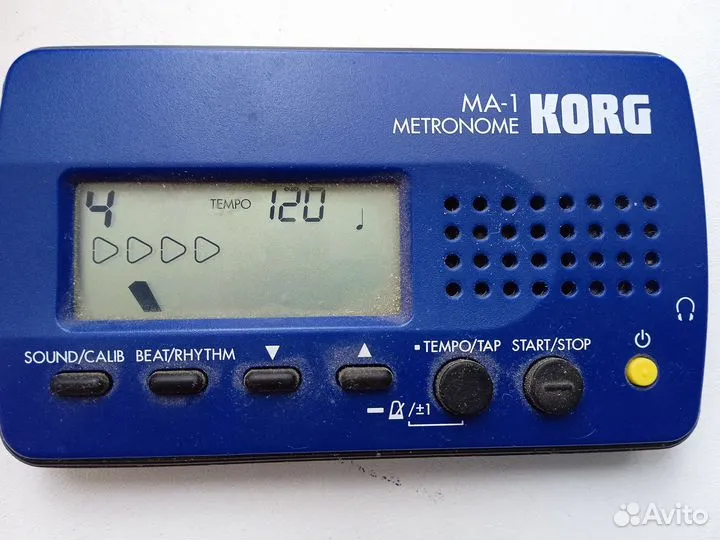 MA-1
METRONOME KORG
4 TEMPO 120
SOUND/CALIB BEAT/RHYTHM ▼ ▲ TEMPO/TAP START/STOP
/±1
Avito